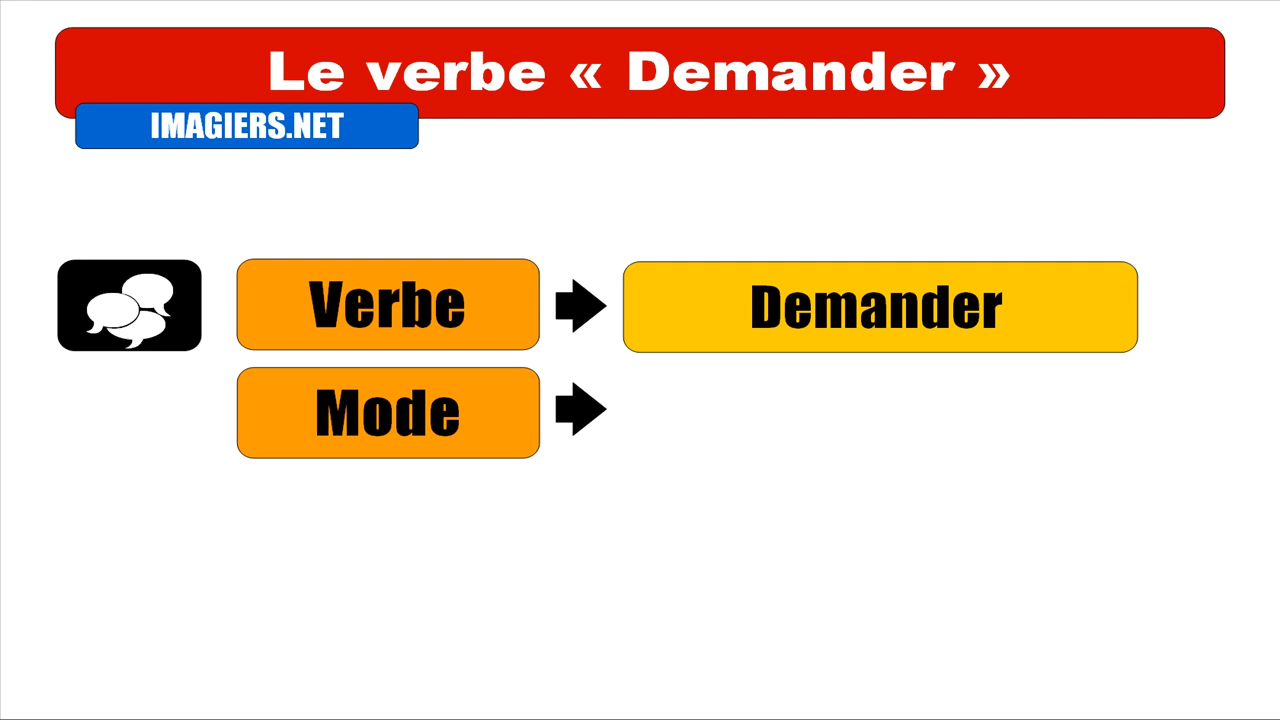 Le verbe « Demander »
IMAGIERS.NET
Verbe
Demander
Mode